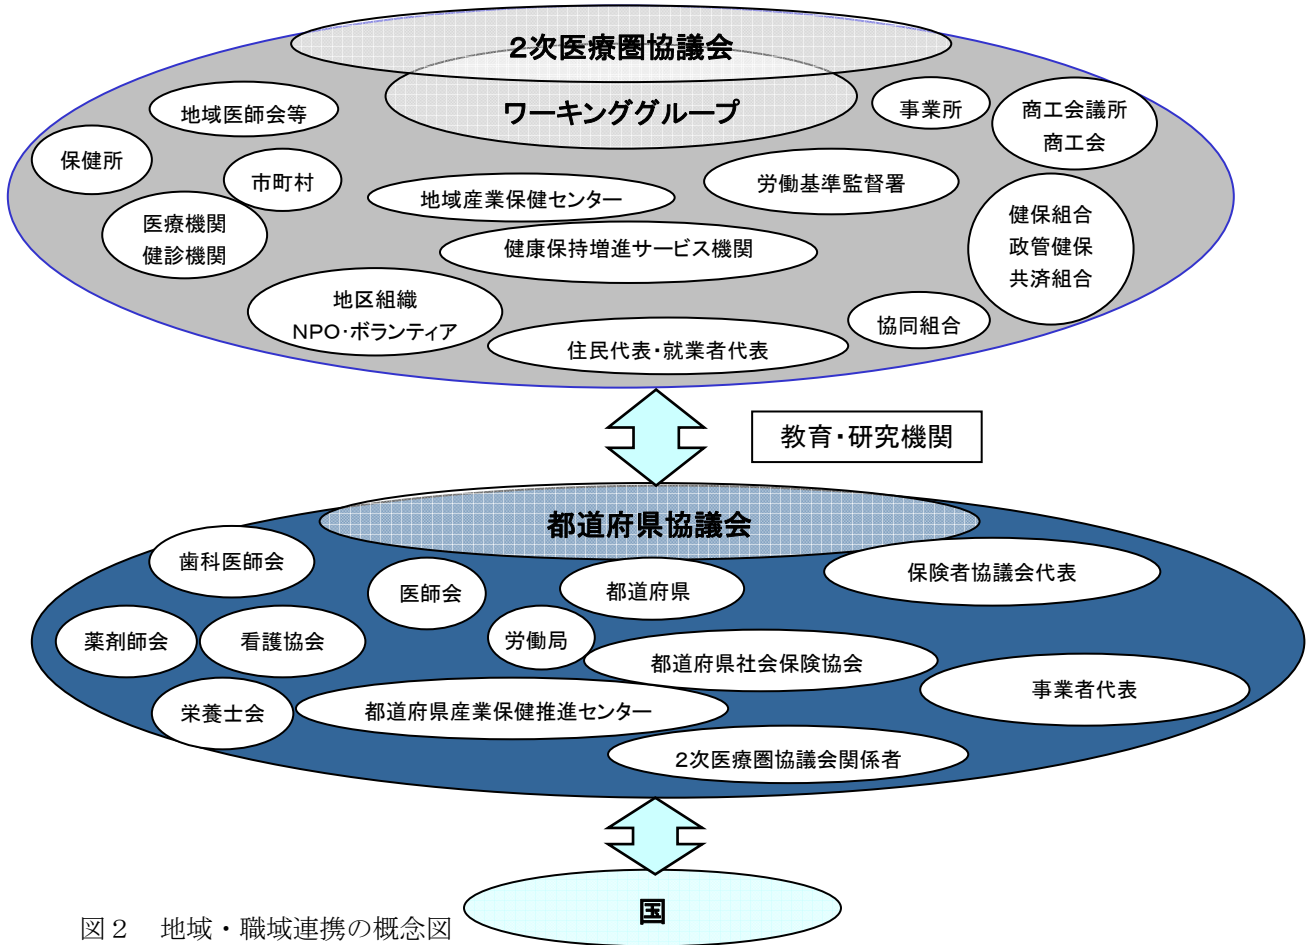 2次医療圏協議会
ワーキンググループ
地域医師会等
事業所
商工会議所
商工会
保健所
市町村
地域産業保健センター
労働基準監督署
医療機関
健診機関
健康保持増進サービス機関
健保組合
政管健保
共済組合
地区組織
NPO・ボランティア
協同組合
住民代表・就業者代表
教育・研究機関
都道府県協議会
歯科医師会
医師会
都道府県
保険者協議会代表
薬剤師会
看護協会
労働局
都道府県社会保険協会
事業者代表
栄養士会
都道府県産業保健推進センター
2次医療圏協議会関係者
国
図２　地域・職域連携の概念図